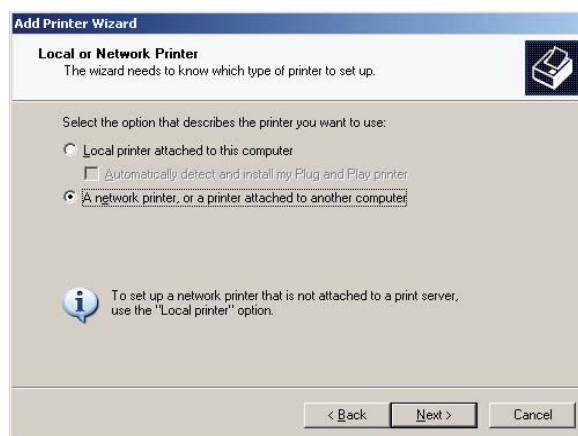 Add Printer Wizard
Local or Network Printer
The wizard needs to know which type of printer to set up.
Select the option that describes the printer you want to use:
Local printer attached to this computer
Automatically detect and install my Plug and Play printer
A network printer, or a printer attached to another computer
To set up a network printer that is not attached to a print server,
use the "Local printer" option.
< Back Next > Cancel